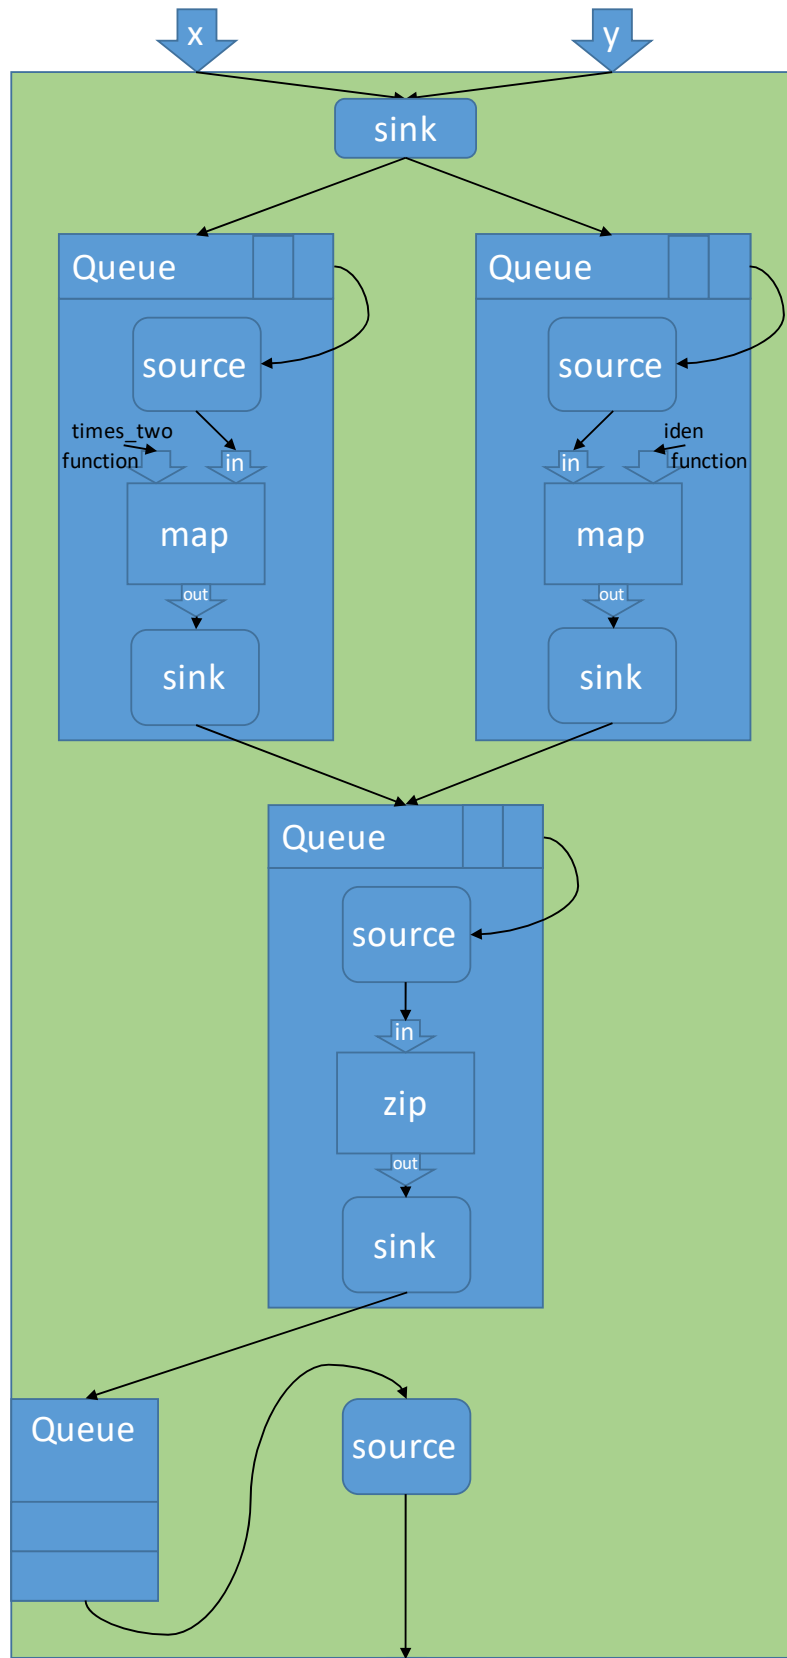 x
y
sink
Queue
Queue
source
source
times_two
function
in
in
iden
function
map
map
out
out
sink
sink
Queue
source
in
zip
out
sink
Queue
source